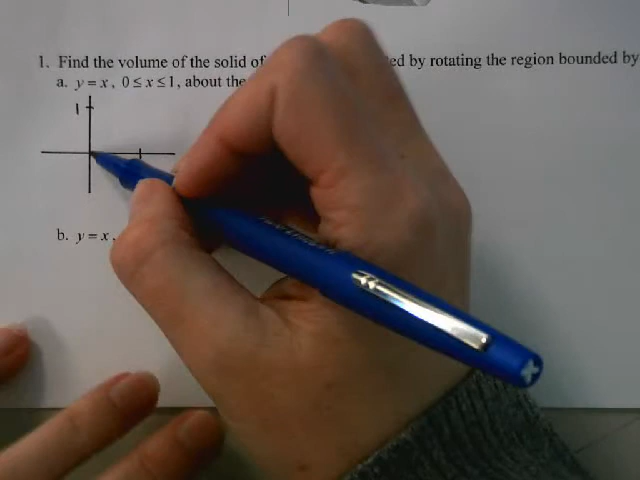 1. Find the volume of the solid of ed by rotating the region bounded by
a. y = x, 0 ≤ x ≤ 1, about the
1
b. y = x,